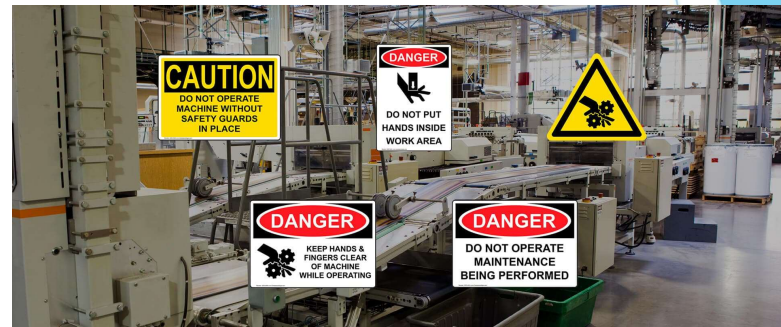 CAUTION
DO NOT OPERATE
MACHINE WITHOUT
SAFETY GUARDS
IN PLACE
DANGER
DO NOT PUT
HANDS INSIDE
WORK AREA
DANGER
KEEP HANDS &
FINGERS CLEAR
OF MACHINE
WHILE OPERATING
DANGER
DO NOT OPERATE
MAINTENANCE
BEING PERFORMED